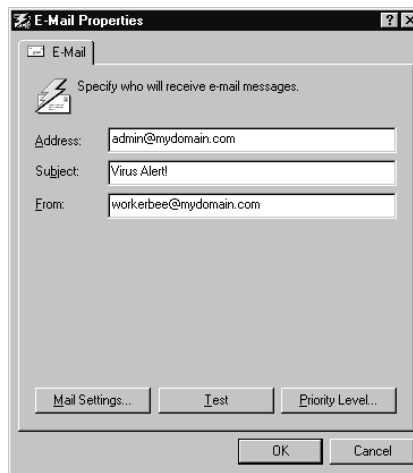 E-Mail Properties
E-Mail
Specify who will receive e-mail messages.
Address: admin@mydomain.com
Subject: Virus Alert!
From: workerbee@mydomain.com
Mail Settings... Test Priority Level...
OK Cancel